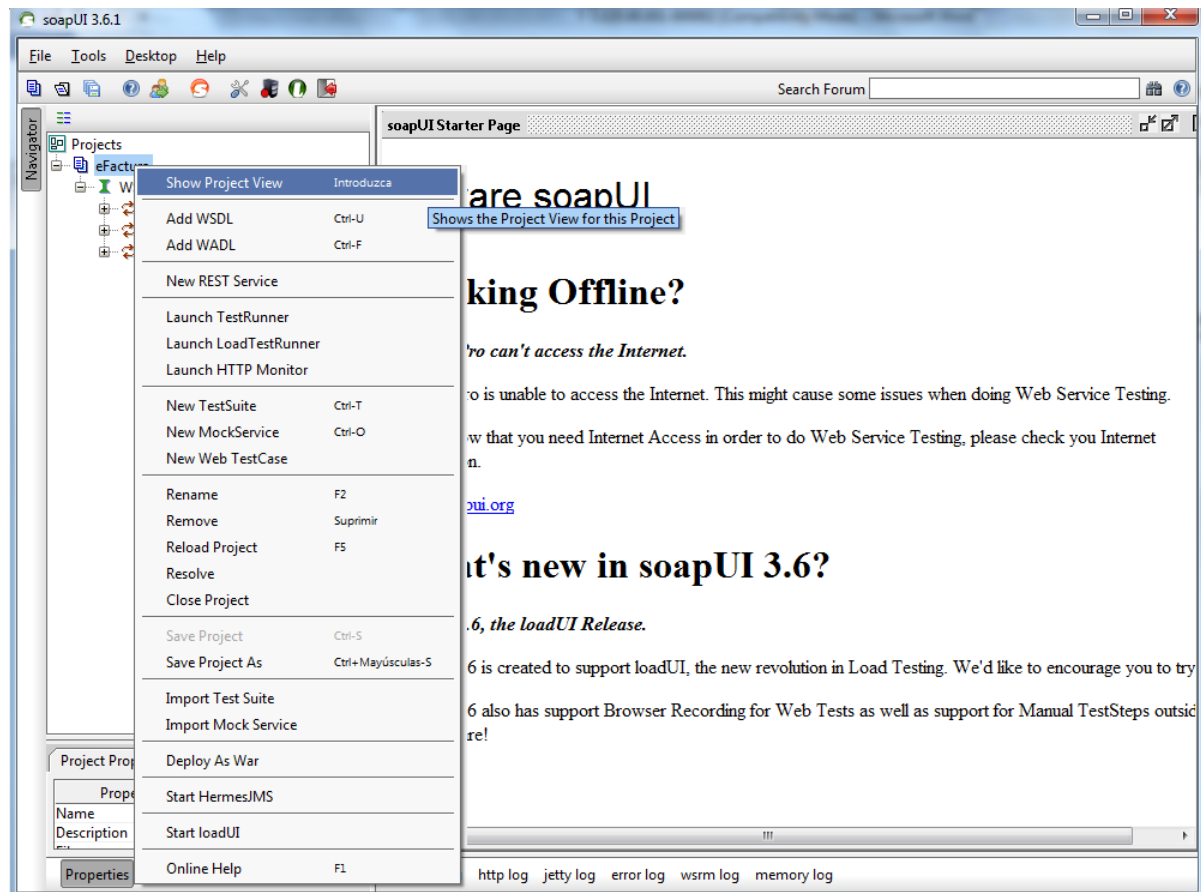 soapUI 3.6.1
File Tools Desktop Help
Search Forum
Navigator
Projects
eFactura
W
soapUI Starter Page
are soapUI
Show Project View Introduzca
Shows the Project View for this Project
Add WSDL Ctrl-U
Add WADL Ctrl-F
New REST Service
king Offline?
Launch TestRunner
Launch LoadTestRunner
Launch HTTP Monitor
'ro can't access the Internet.
ro is unable to access the Internet. This might cause some issues when doing Web Service Testing.
New TestSuite Ctrl-T
New MockService Ctrl-O
New Web TestCase
w that you need Internet Access in order to do Web Service Testing, please check you Internet
n.
Rename F2
Remove Suprimir
Reload Project F5
Resolve
Close Project
oui.org
at's new in soapUI 3.6?
Save Project Ctrl-S
Save Project As Ctrl+Mayúsculas-S
.6, the loadUI Release.
6 is created to support loadUI, the new revolution in Load Testing. We'd like to encourage you to try
Import Test Suite
Import Mock Service
6 also has support Browser Recording for Web Tests as well as support for Manual TestSteps outsid
re!
Deploy As War
Start HermesJMS
Start loadUI
Online Help F1
Project Prop
Prope
Name
Description
Properties
http log jetty log error log wsrm log memory log